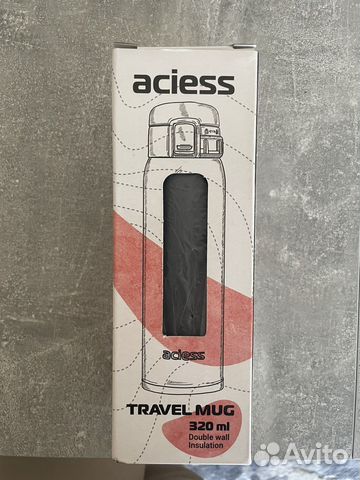 aciess
aciess
TRAVEL MUG
320 ml
Double wall
Insulation
Avito